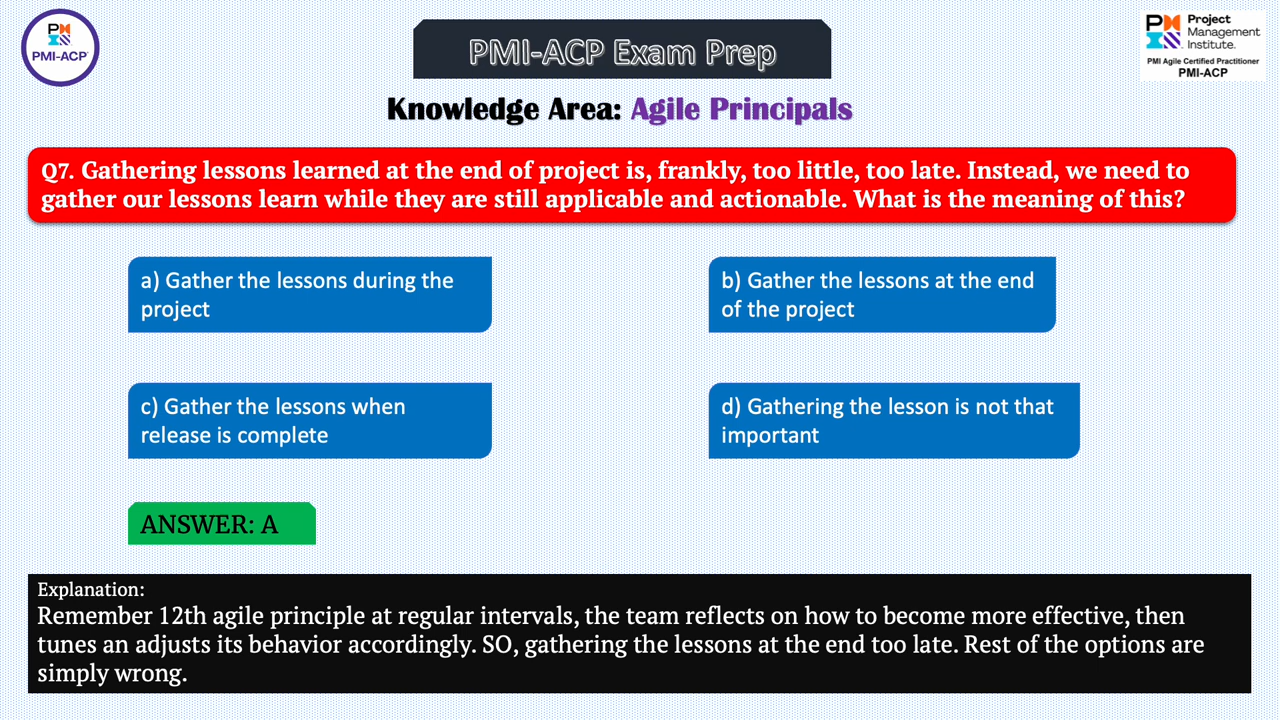 PMI-ACP
PMI-ACP Exam Prep
Project
Management
Institute.
PMI Agile Certified Practitioner
PMI-ACP
Knowledge Area: Agile Principals
Q7. Gathering lessons learned at the end of project is, frankly, too little, too late. Instead, we need to
gather our lessons learn while they are still applicable and actionable. What is the meaning of this?
a) Gather the lessons during the
project
b) Gather the lessons at the end
of the project
c) Gather the lessons when
release is complete
d) Gathering the lesson is not that
important
ANSWER: A
Explanation:
Remember 12th agile principle at regular intervals, the team reflects on how to become more effective, then
tunes an adjusts its behavior accordingly. SO, gathering the lessons at the end too late. Rest of the options are
simply wrong.